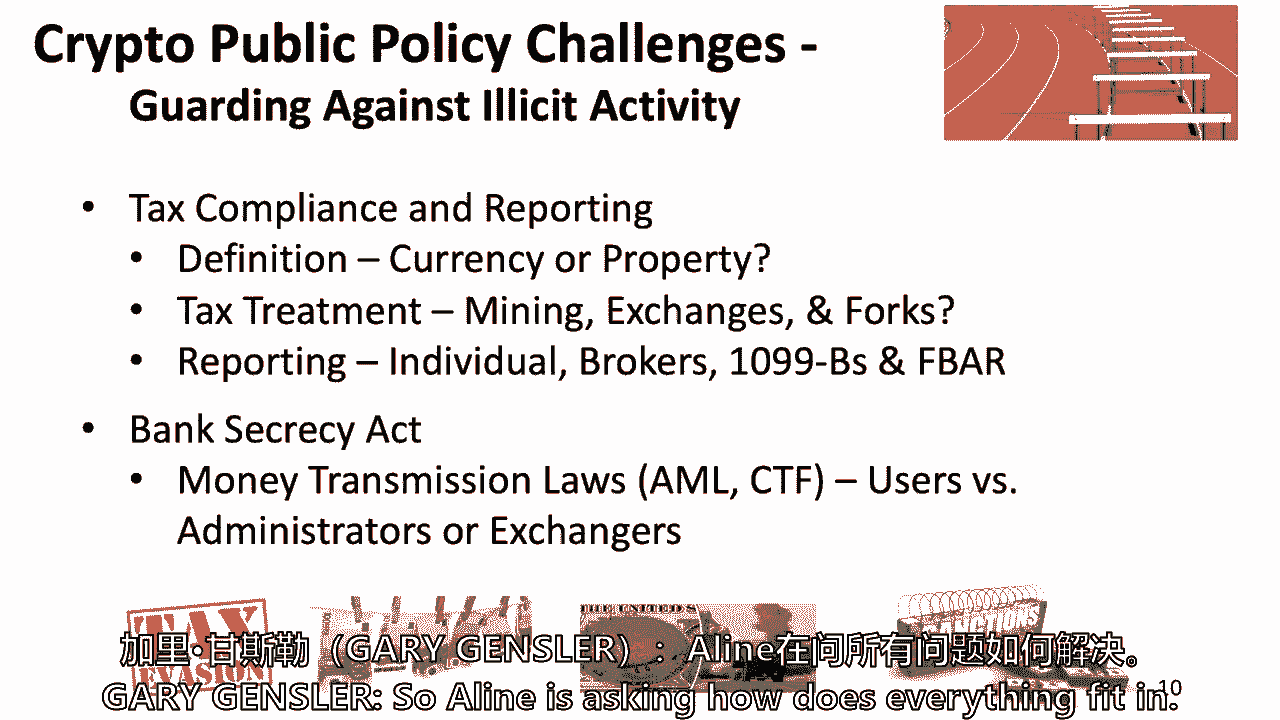 Crypto Public Policy Challenges -
Guarding Against Illicit Activity
• Tax Compliance and Reporting
• Definition – Currency or Property?
• Tax Treatment – Mining, Exchanges, & Forks?
• Reporting – Individual, Brokers, 1099-Bs & FBAR
• Bank Secrecy Act
• Money Transmission Laws (AML, CTF) – Users vs.
Administrators or Exchangers
TAX
EVASION
THE UNITED S
加里·甘斯勒（GARY GENSLER）：Aline在问所有问题如何解决。
GARY GENSLER: So Aline is asking how does everything fit in.
10